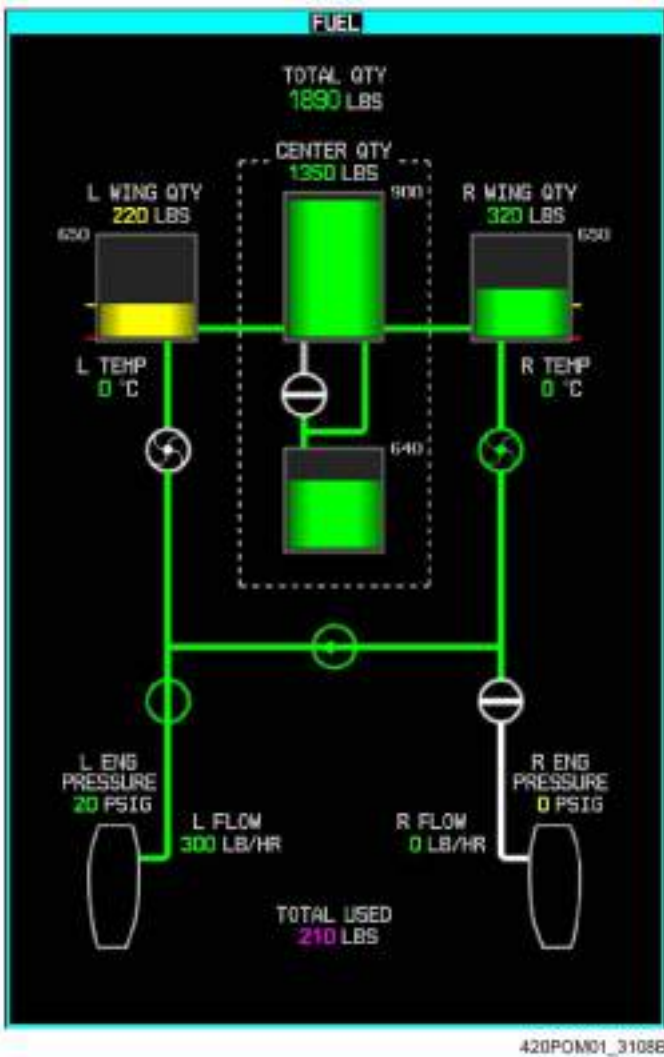 FUEL
TOTAL QTY
1890 LBS
CENTER QTY
1350 LBS
900
L WING QTY
220 LBS
650
R WING QTY
320 LBS
650
L TEMP
0 °C
R TEMP
0 °C
640
L ENG
PRESSURE
20 PSIG
R ENG
PRESSURE
0 PSIG
L FLOW
300 LB/HR
R FLOW
0 LB/HR
TOTAL USED
210 LBS
420POM01_3108B